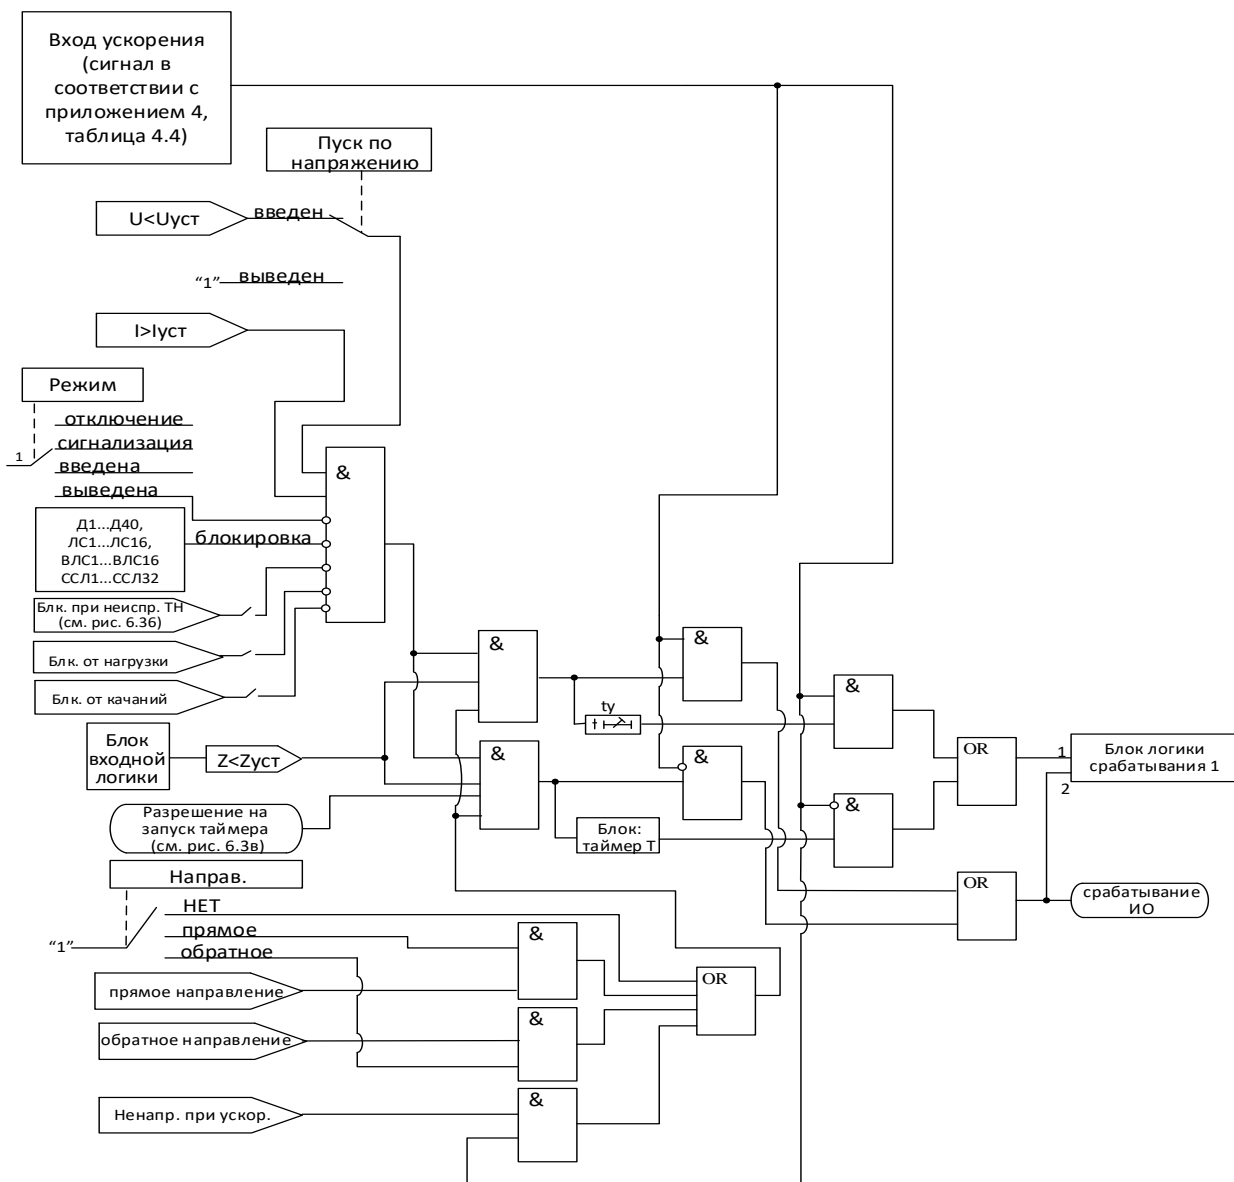 Вход ускорения
(сигнал в
соответствии с
приложением 4,
таблица 4.4)
Пуск по
напряжению
U<Uуст
введен
“1”
выведен
I>Iуст
Режим
отключение
сигнализация
1
введена
выведена
&
Д1...Д40,
ЛС1...ЛС16,
ВЛС1...ВЛС16
ССЛ1...ССЛ32
блокировка
Блк. при неиспр. ТН
(см. рис. 6.3б)
Блк. от нагрузки
Блк. от качаний
&
&
&
ty
Блок
входной
логики
Z<Zуст
&
&
OR
1
2
Блок логики
срабатывания 1
Разрешение на
запуск таймера
(см. рис. 6.3в)
Блок:
таймер T
&
Направ.
НЕТ
“1”
прямое
обратное
&
OR
OR
срабатывание
ИО
прямое направление
обратное направление
&
Ненапр. при ускор.
&